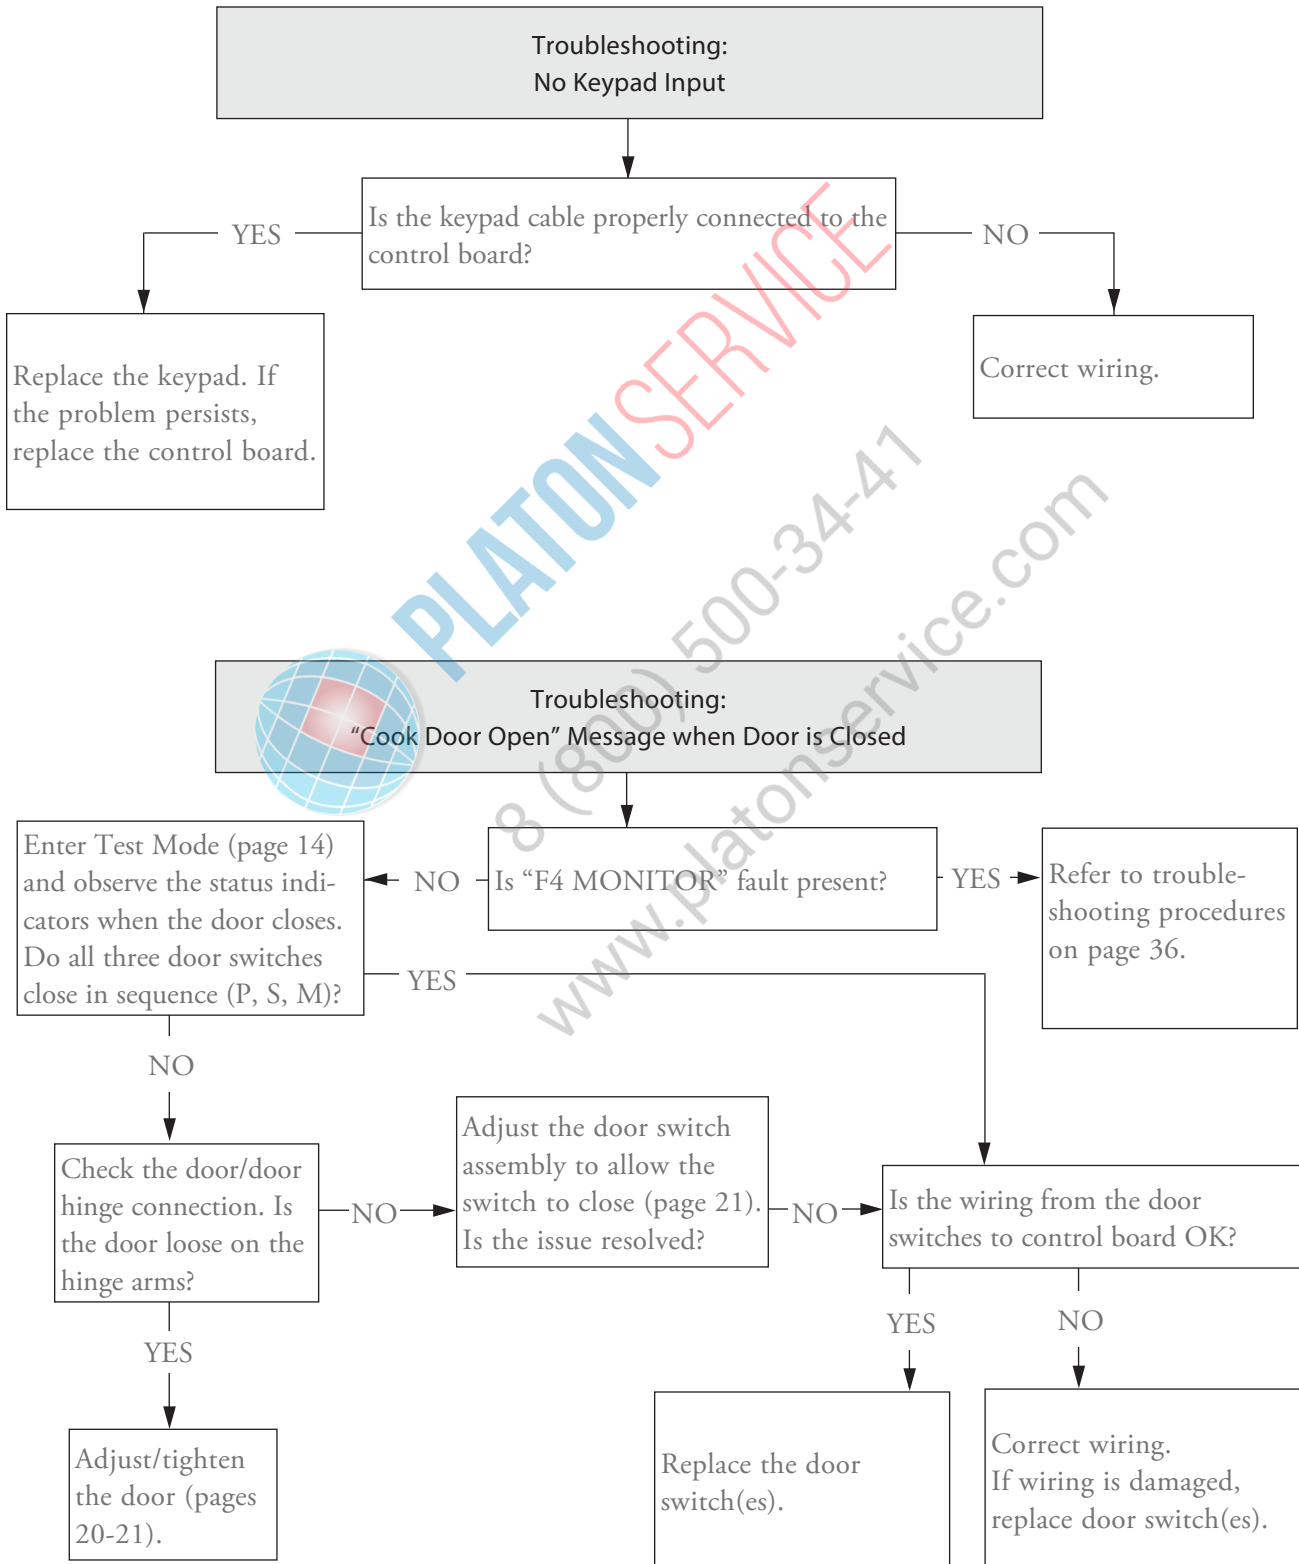 Troubleshooting:
No Keypad Input
Is the keypad cable properly connected to the
control board?
YES
NO
Replace the keypad. If
the problem persists,
replace the control board.
Correct wiring.
PLATONSERVICE
8 (800) 500-34-41
www.platonservice.com
Troubleshooting:
“Cook Door Open” Message when Door is Closed
Enter Test Mode (page 14)
and observe the status indi-
cators when the door closes.
Do all three door switches
close in sequence (P, S, M)?
NO
Is “F4 MONITOR” fault present?
YES
Refer to trouble-
shooting procedures
on page 36.
YES
NO
Check the door/door
hinge connection. Is
the door loose on the
hinge arms?
NO
Adjust the door switch
assembly to allow the
switch to close (page 21).
Is the issue resolved?
NO
Is the wiring from the door
switches to control board OK?
YES
YES
NO
Adjust/tighten
the door (pages
20-21).
Replace the door
switch(es).
Correct wiring.
If wiring is damaged,
replace door switch(es).